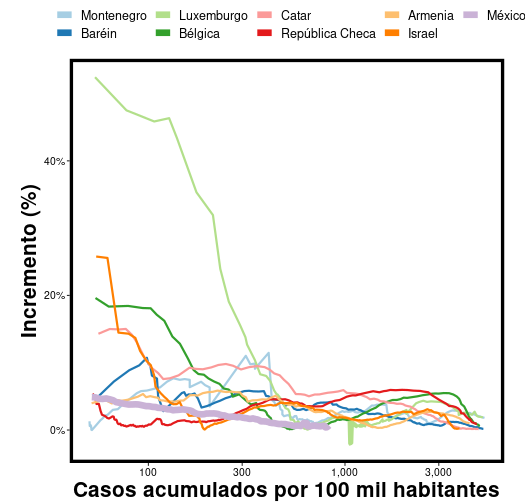 Montenegro Luxemburgo Catar Armenia México
Baréin Bélgica República Checa Israel
Incremento (%)
40%
20%
0%
100 300 1,000 3,000
Casos acumulados por 100 mil habitantes